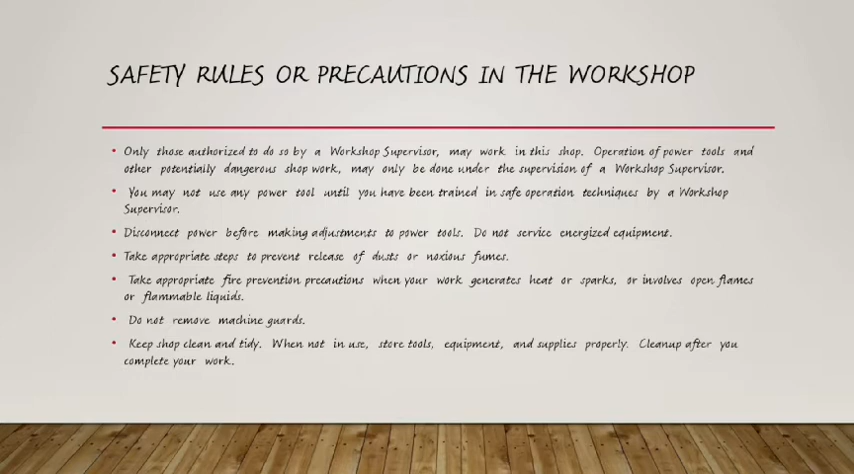 SAFETY RULES OR PRECAUTIONS IN THE WORKSHOP
• Only those authorized to do so by a Workshop Supervisor, may work in this shop. Operation of power tools and
other potentially dangerous shop work, may only be done under the supervision of a Workshop Supervisor.
• You may not use any power tool until you have been trained in safe operation techniques by a Workshop
Supervisor.
• Disconnect power before making adjustments to power tools. Do not service energized equipment.
• Take appropriate steps to prevent release of dusts or noxious fumes.
• Take appropriate fire prevention precautions when your work generates heat or sparks, or involves open flames
or flammable liquids.
• Do not remove machine guards.
• Keep shop clean and tidy. When not in use, store tools, equipment, and supplies properly. Cleanup after you
complete your work.